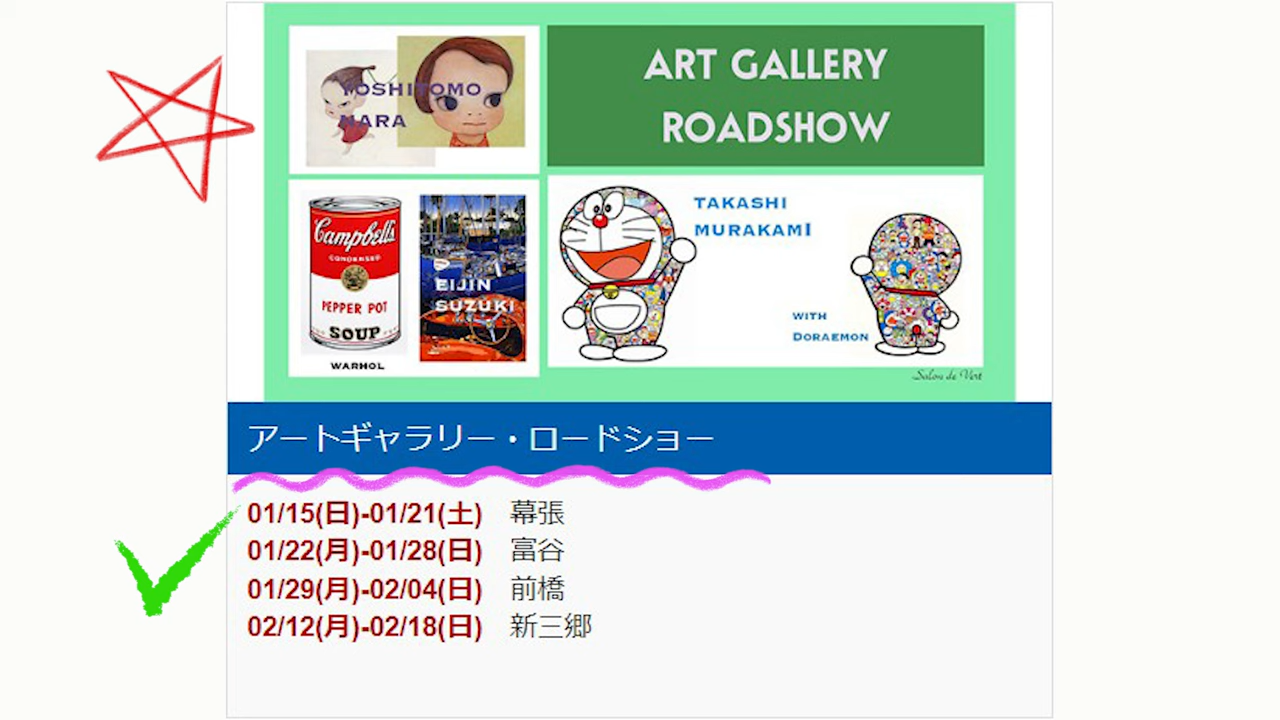 YOSHITOMO
NARA
ART GALLERY
ROADSHOW
Campbell's
CONDENSED
PEPPER POT
SOUP
WARHOL
EIJIN
SUZUKI
TAKASHI
MURAKAMI
WITH
DORAEMON
Salon de Vert
アートギャラリー・ロードショー
01/15(日)-01/21(土) 幕張
01/22(月)-01/28(日) 富谷
01/29(月)-02/04(日) 前橋
02/12(月)-02/18(日) 新三郷